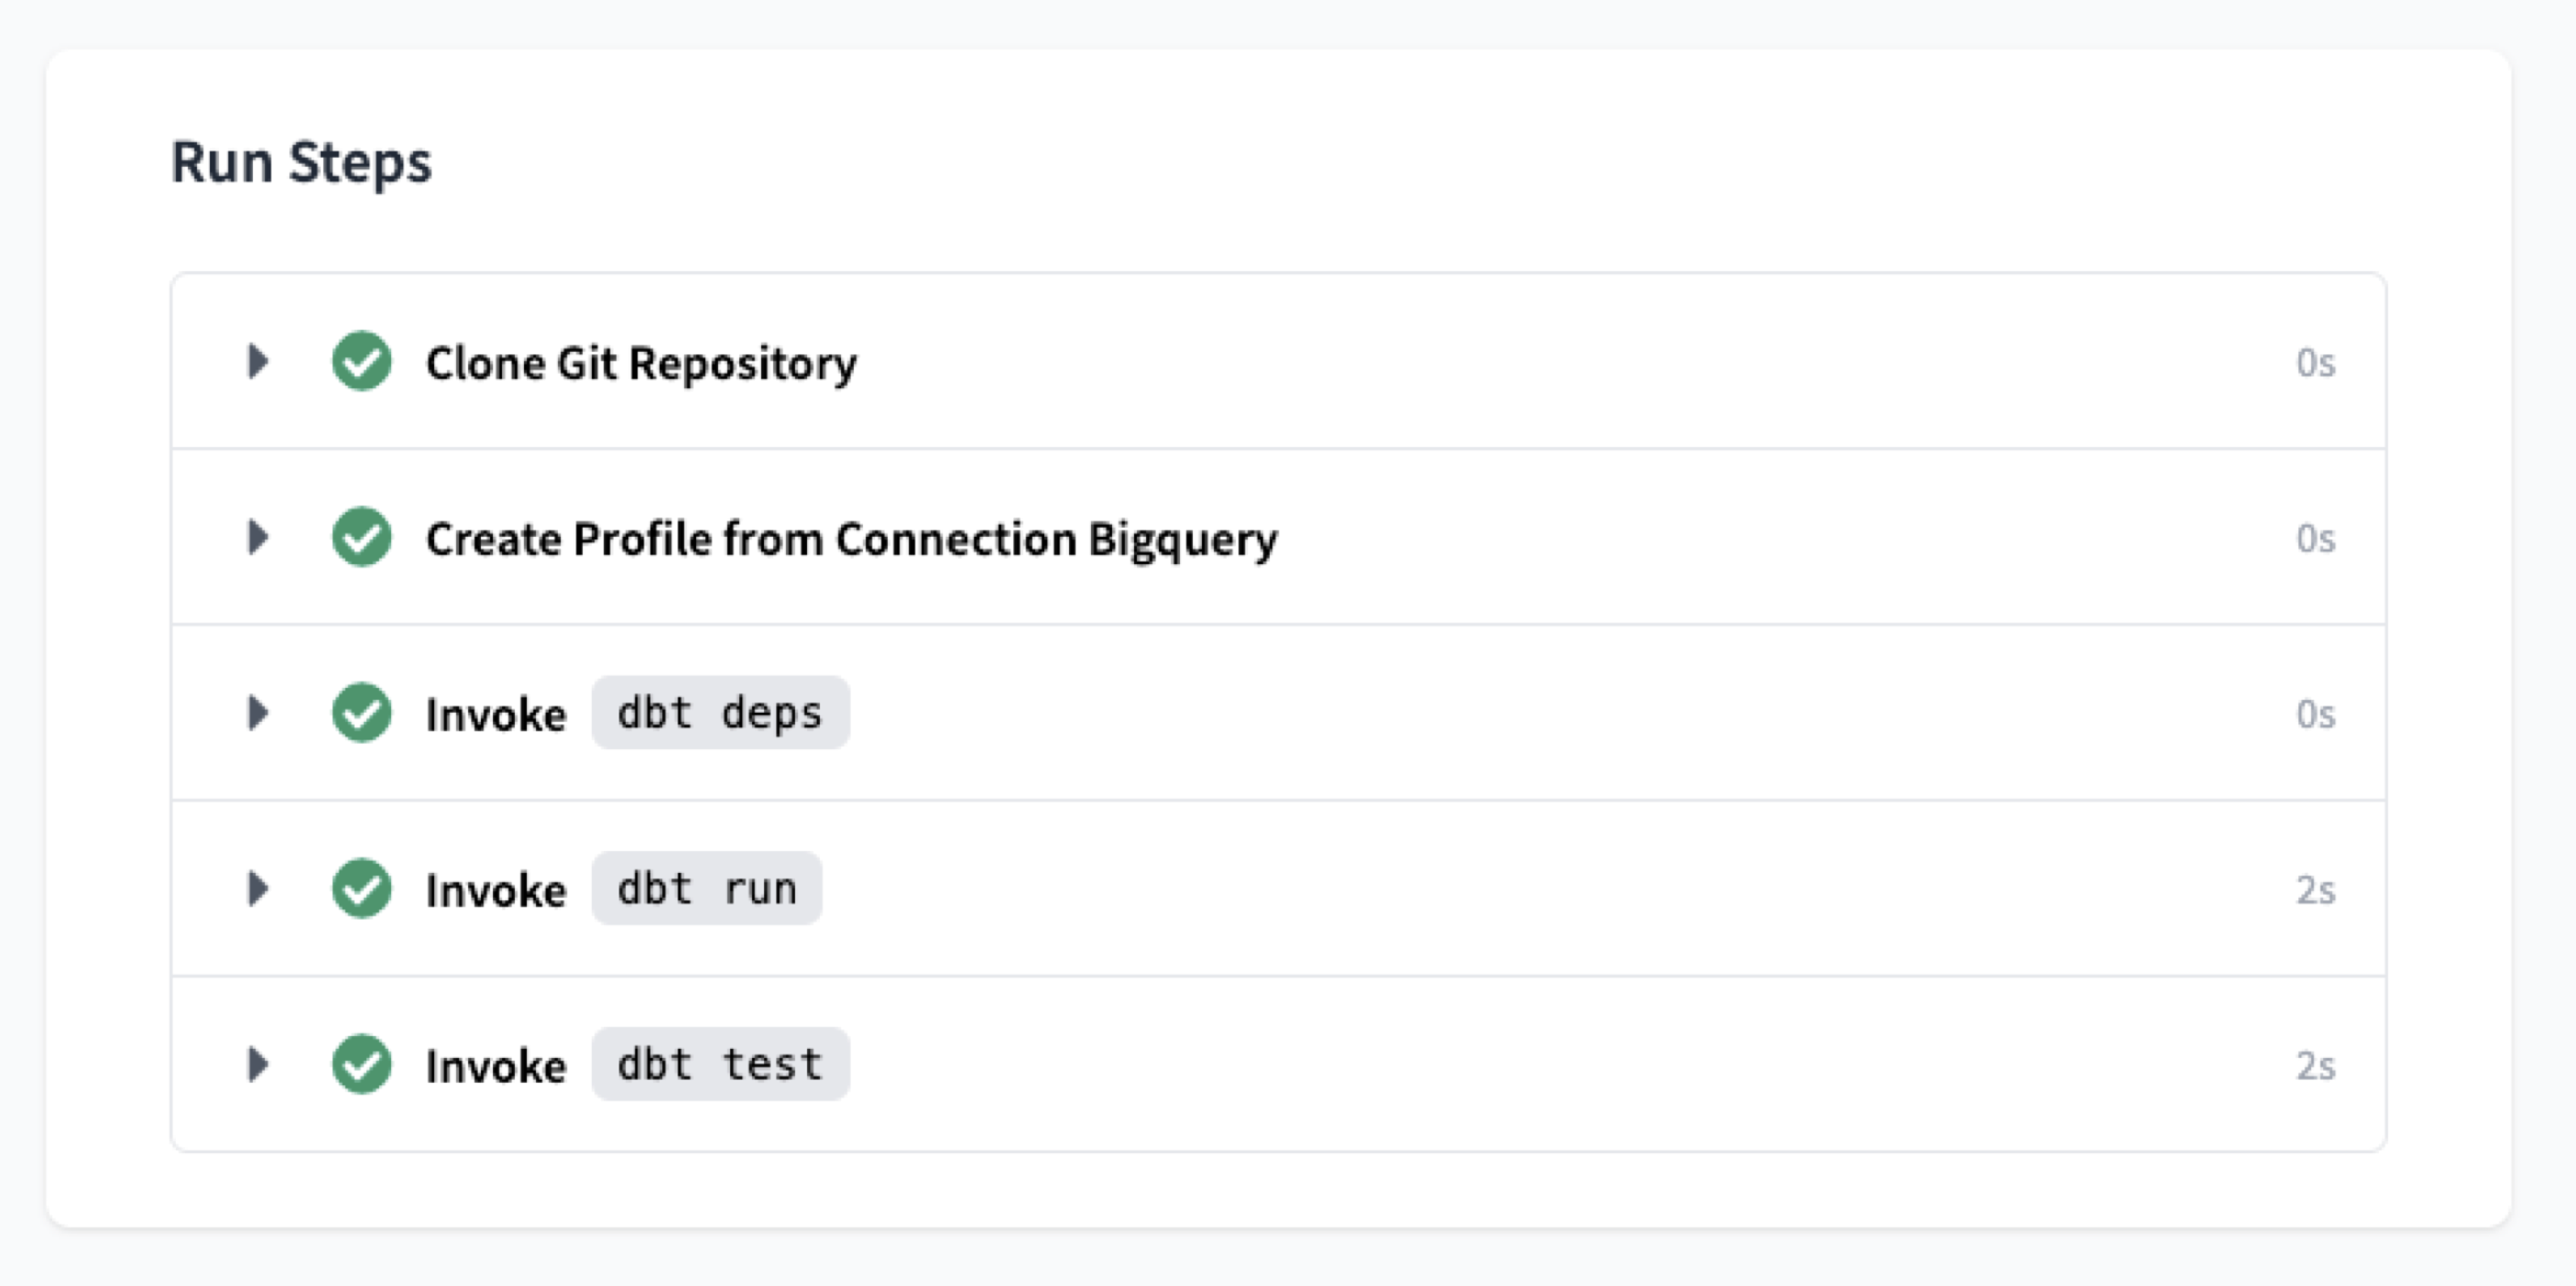 Run Steps
Clone Git Repository 0s
Create Profile from Connection Bigquery 0s
Invoke dbt deps 0s
Invoke dbt run 2s
Invoke dbt test 2s